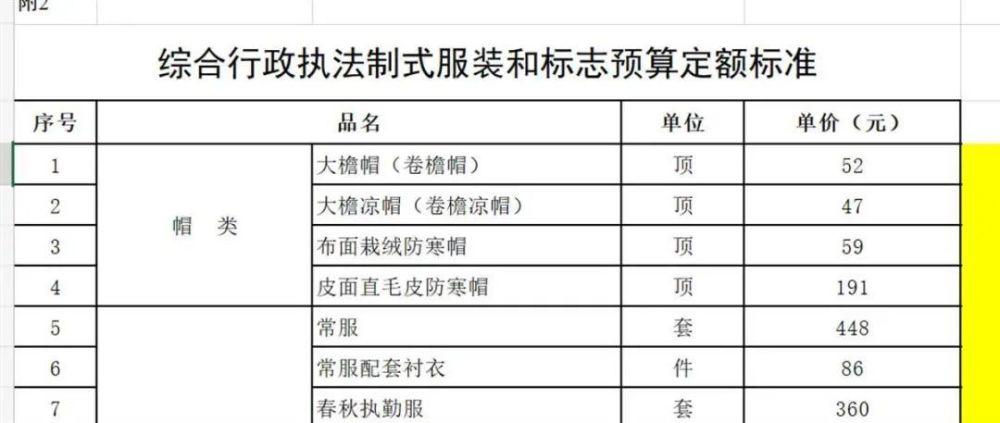 附2
综合行政执法制式服装和标志预算定额标准
序号 品名 单位 单价（元）
1 帽 类 大檐帽（卷檐帽） 顶 52
2 大檐凉帽（卷檐凉帽） 顶 47
3 布面栽绒防寒帽 顶 59
4 皮面直毛皮防寒帽 顶 191
5 常服 套 448
6 常服配套衬衣 件 86
7 春秋执勤服 套 360